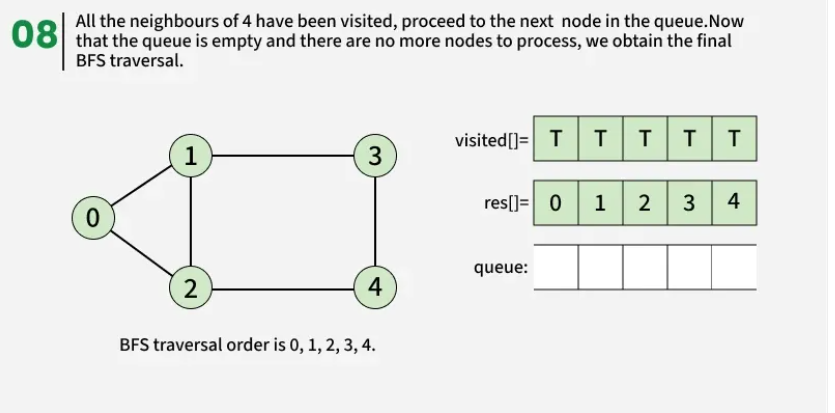 08
All the neighbours of 4 have been visited, proceed to the next node in the queue.Now
that the queue is empty and there are no more nodes to process, we obtain the final
BFS traversal.
1
3
0
2
4
visited[]= T T T T T
res[]= 0 1 2 3 4
queue:
BFS traversal order is 0, 1, 2, 3, 4.